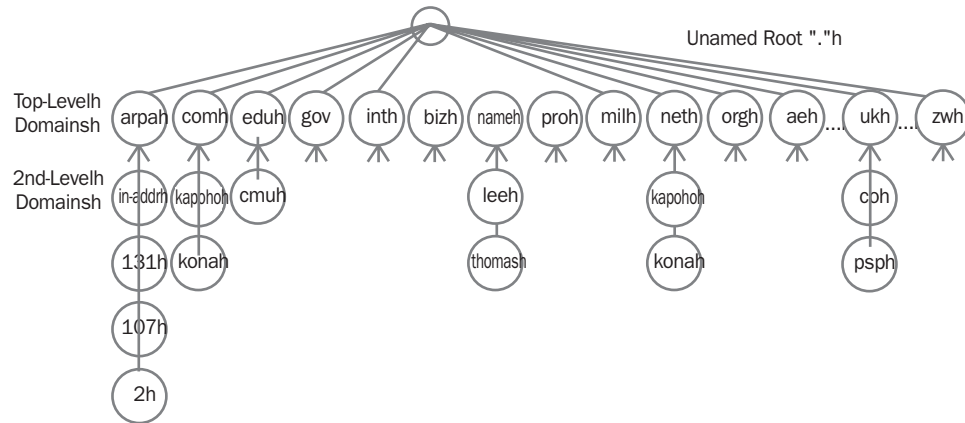 Unamed Root "."h
Top-Levelh
Domainsh
arpah comh eduh gov inth bizh nameh proh milh neth orgh aeh .... ukh .... zwh
2nd-Levelh
Domainsh
in-addrh kapohoh cmuh leeh kapohoh coh
131h konah thomash konah psph
107h
2h